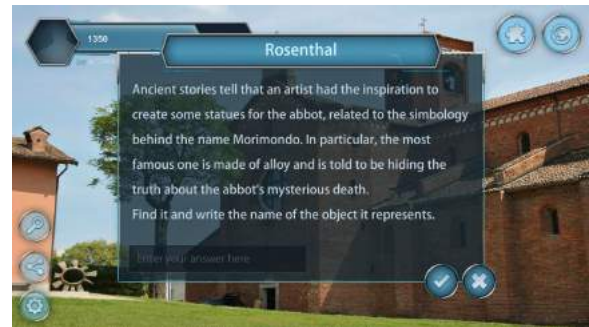 1350
Rosenthal
Ancient stories tell that an artist had the inspiration to
create some statues for the abbot, related to the simbology
behind the name Morimondo. In particular, the most
famous one is made of alloy and is told to be hiding the
truth about the abbot's mysterious death.
Find it and write the name of the object it represents.
Enter your answer here